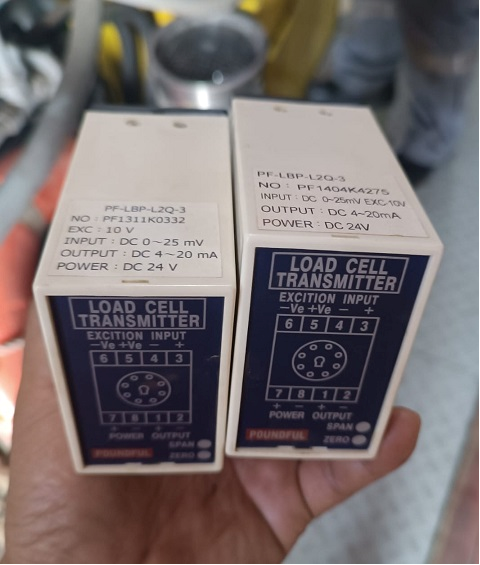 PF-LBP-L2Q-3
NO : PF1311K0332
EXC : 10 V
INPUT : DC 0~25 mV
OUTPUT : DC 4~20 mA
POWER : DC 24 V
LOAD CELL
TRANSMITTER
EXCITION INPUT
-Ve +Ve - +
6 5 4 3
7 8 1 2
+ - + -
POWER OUTPUT
SPAN
POUNDFUL
ZERO
PF-LBP-L2Q-3
NO : PF1404K4275
INPUT : DC 0~25mV EXC-10V
OUTPUT : DC 4~20mA
POWER : DC 24V
LOAD CELL
TRANSMITTER
EXCITION INPUT
-Ve +Ve - +
6 5 4 3
7 8 1 2
+ - + -
POWER OUTPUT
SPAN
POUNDFUL
ZERO